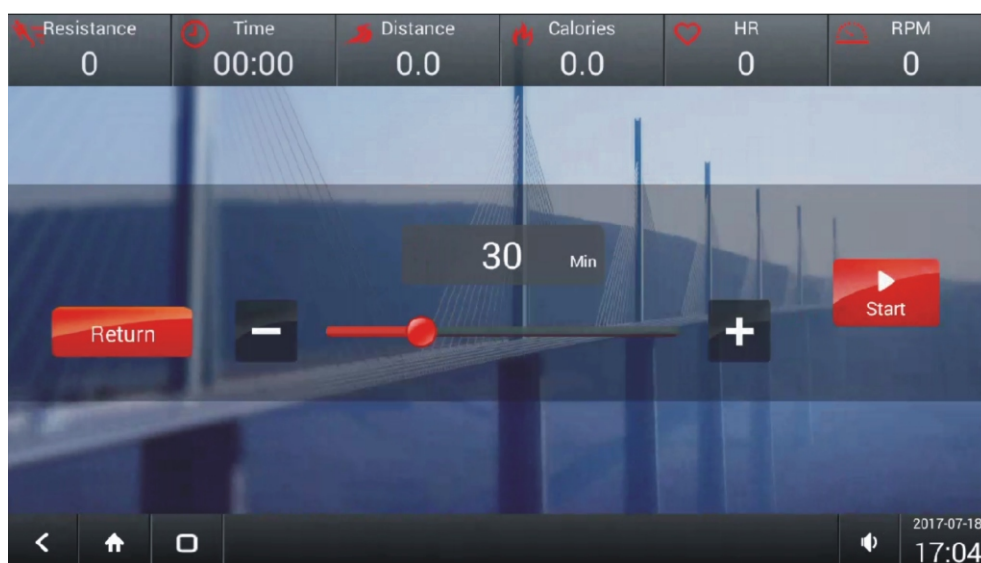 Resistance Time Distance Calories HR RPM
0 00:00 0.0 0.0 0 0
30 Min
Start
Return
2017-07-18
17:04